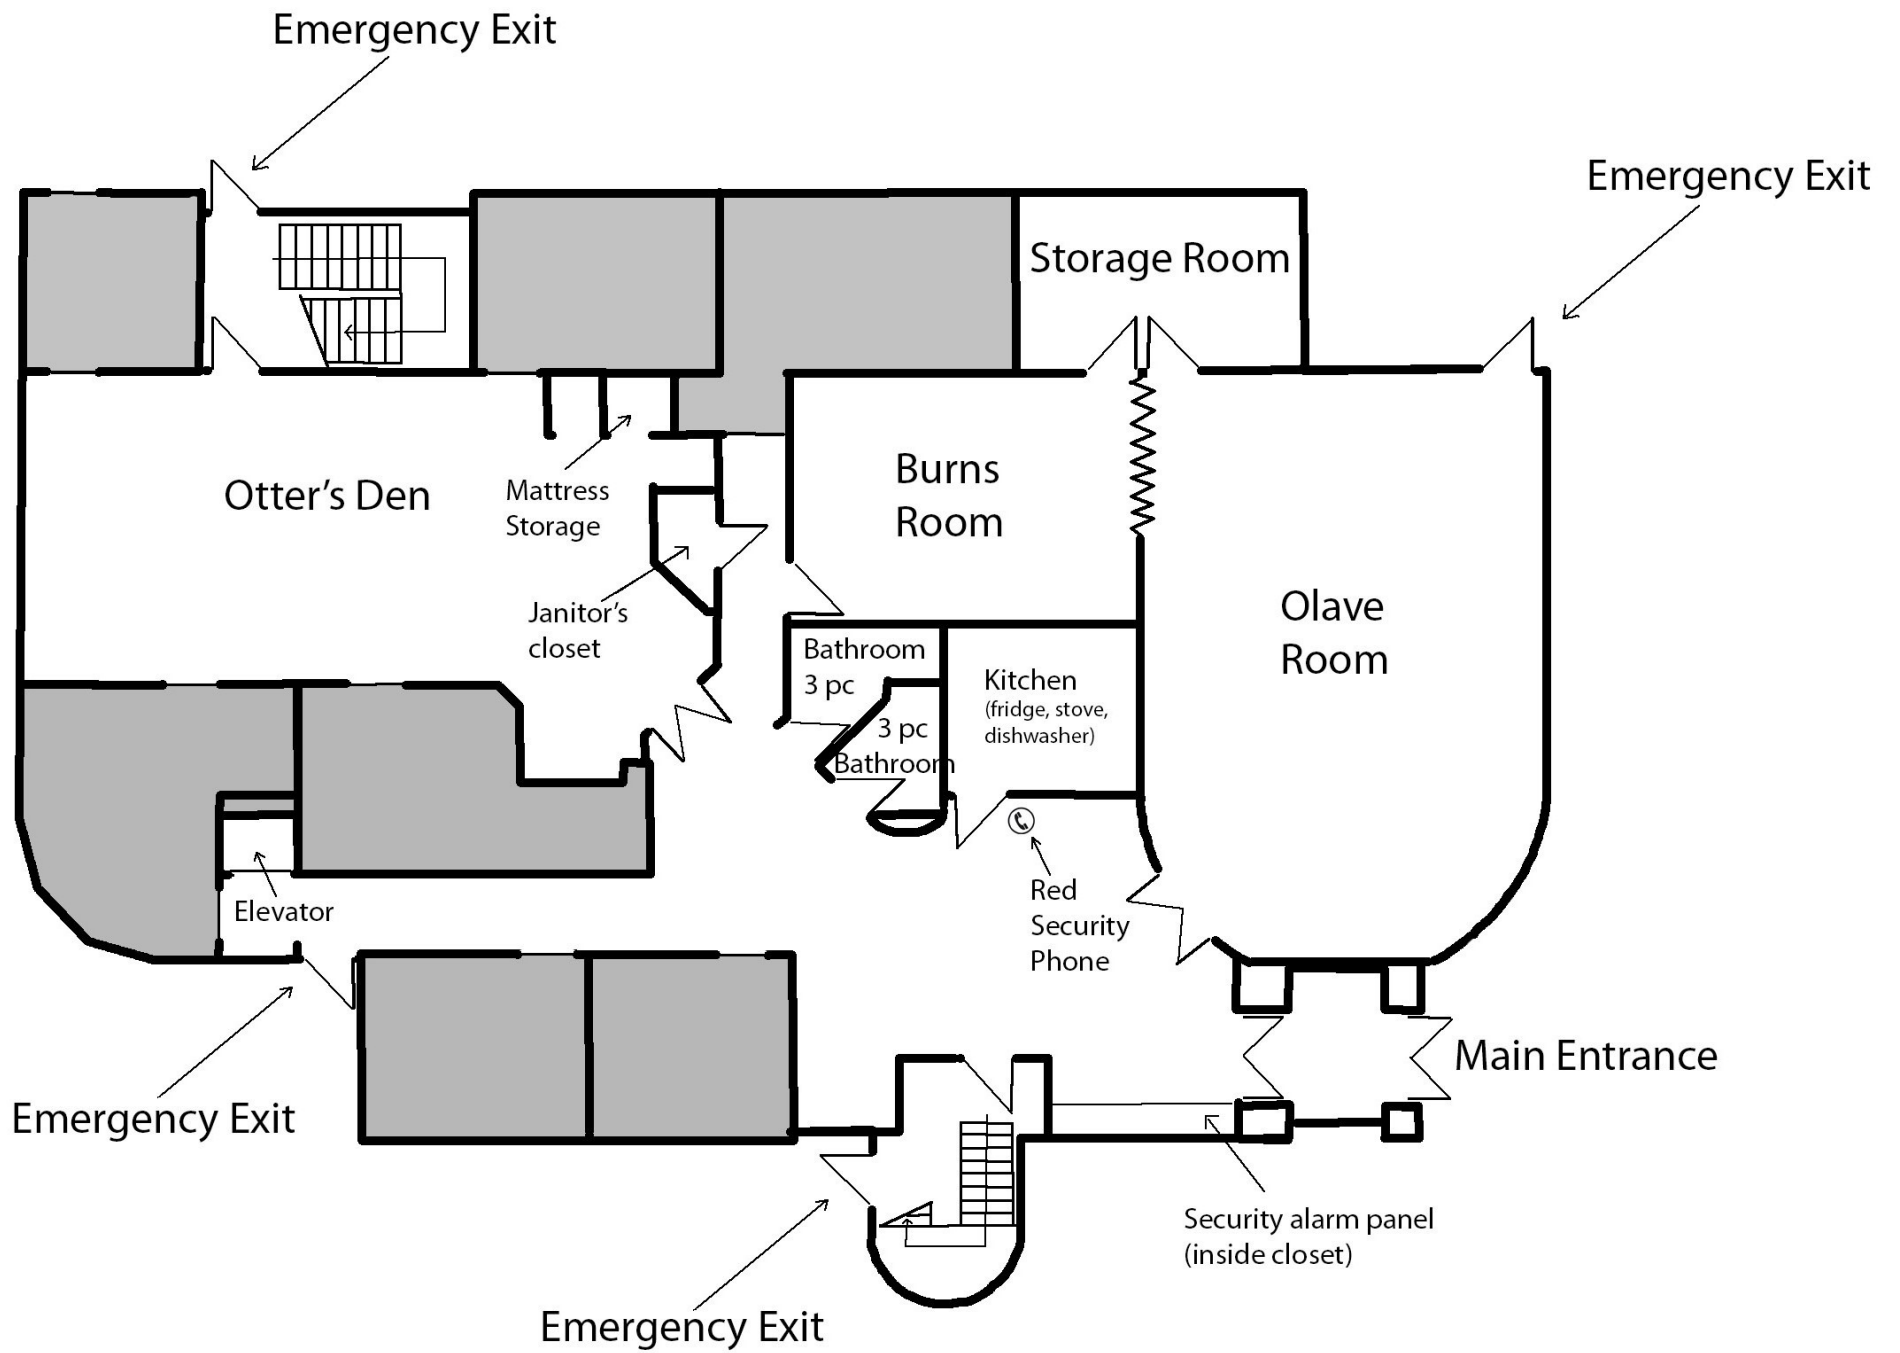 Emergency Exit
Emergency Exit
Storage Room
Burns
Room
Otter’s Den
Mattress
Storage
Janitor’s
closet
Olave
Room
Bathroom
3 pc
Kitchen
(fridge, stove,
dishwasher)
3 pc
Bathroom
Red
Security
Phone
Elevator
Main Entrance
Emergency Exit
Security alarm panel
(inside closet)
Emergency Exit